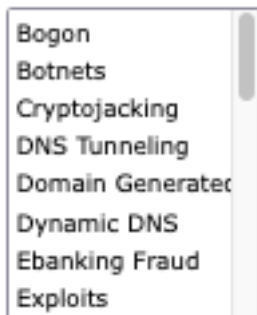 Bogon
Botnets
Cryptojacking
DNS Tunneling
Domain Generated
Dynamic DNS
Ebanking Fraud
Exploits